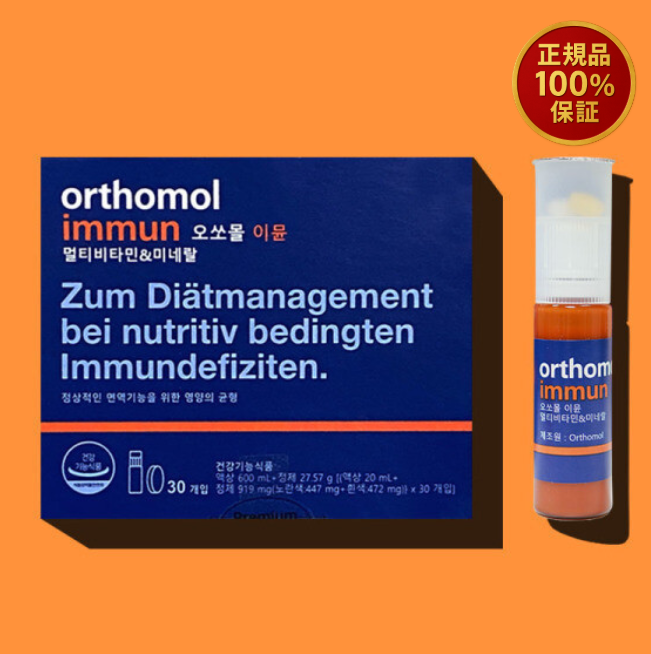 正規品
100%
保証
orthomol
immun 오쏘몰 이뮨
멀티비타민&미네랄
Zum Diätmanagement
bei nutritiv bedingten
Immundefiziten.
정상적인 면역기능을 위한 영양의 균형
건강
기능식품
30 개입
건강기능식품
액상 600 mL+정제 27.57 g [{액상 20 mL+
정제 919 mg(노란색:447 mg+흰색:472 mg)} x 30 개입]
Premium
orthom
immun
오쏘몰 이뮨
멀티비타민&미네랄
제조원 : Orthomol